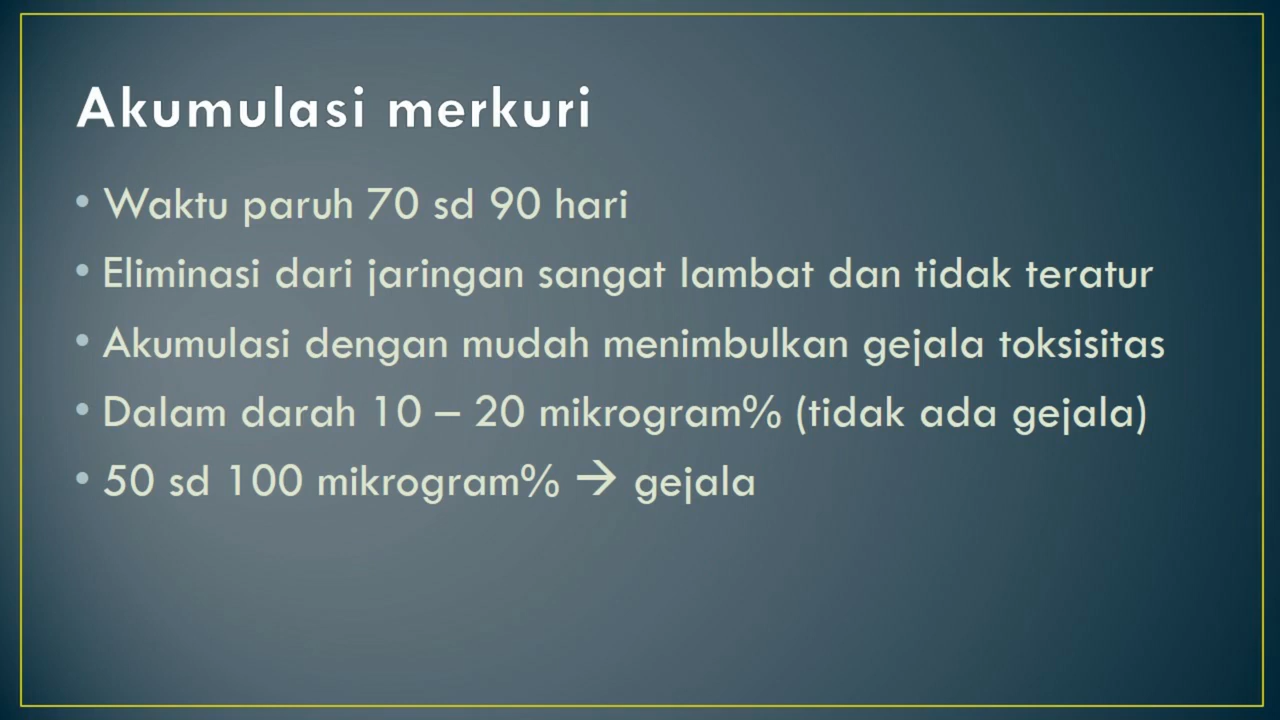 Akumulasi merkuri
• Waktu paruh 70 sd 90 hari
• Eliminasi dari jaringan sangat lambat dan tidak teratur
• Akumulasi dengan mudah menimbulkan gejala toksisitas
• Dalam darah 10 – 20 mikrogram% (tidak ada gejala)
• 50 sd 100 mikrogram% → gejala